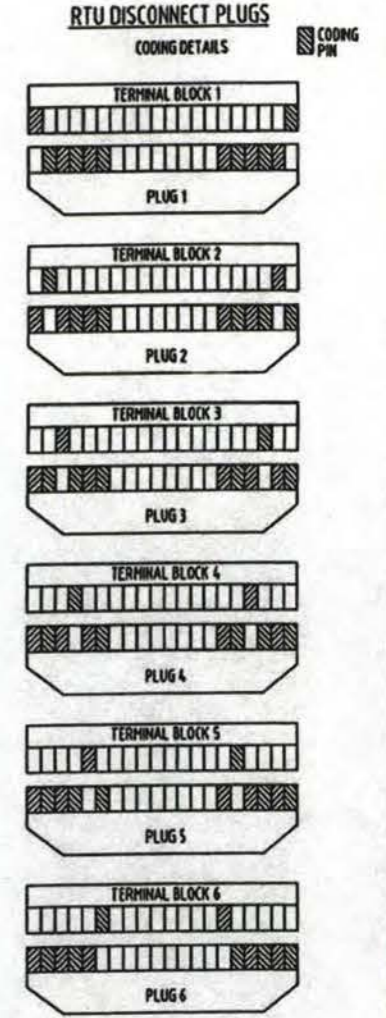 RTU DISCONNECT PLUGS
CODING DETAILS
CODING
PIN
TERMINAL BLOCK 1
PLUG 1
TERMINAL BLOCK 2
PLUG 2
TERMINAL BLOCK 3
PLUG 3
TERMINAL BLOCK 4
PLUG 4
TERMINAL BLOCK 5
PLUG 5
TERMINAL BLOCK 6
PLUG 6